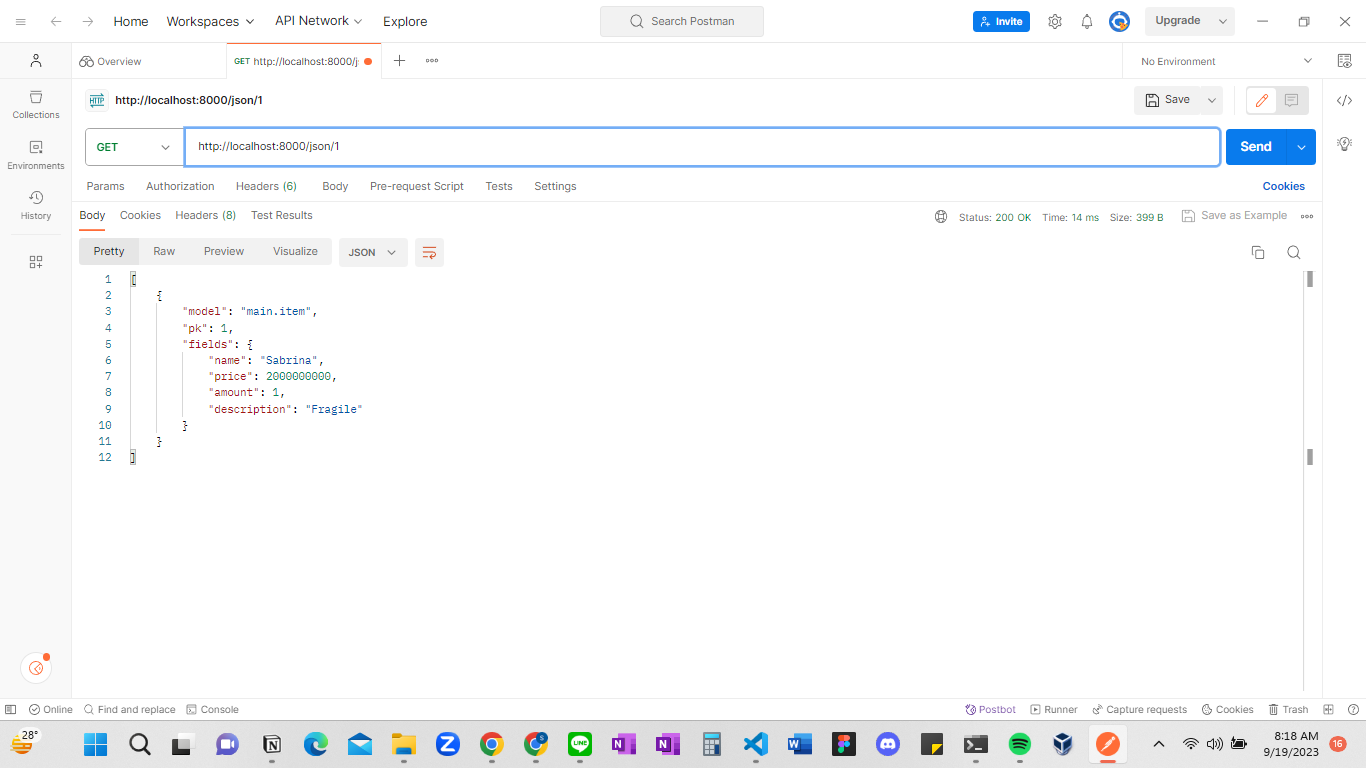 Home Workspaces API Network Explore Search Postman Invite Upgrade
Overview GET http://localhost:8000/j No Environment
HTTP http://localhost:8000/json/1 Save
Collections
Environments
History
GET http://localhost:8000/json/1 Send
Params Authorization Headers (6) Body Pre-request Script Tests Settings Cookies
Body Cookies Headers (8) Test Results Status: 200 OK Time: 14 ms Size: 399 B Save as Example
Pretty Raw Preview Visualize JSON
1 [
2 {
3 "model": "main.item",
4 "pk": 1,
5 "fields": {
6 "name": "Sabrina",
7 "price": 2000000000,
8 "amount": 1,
9 "description": "Fragile"
10 }
11 }
12 ]
Online Find and replace Console Postbot Runner Capture requests Cookies Trash
28°
8:18 AM
9/19/2023
16